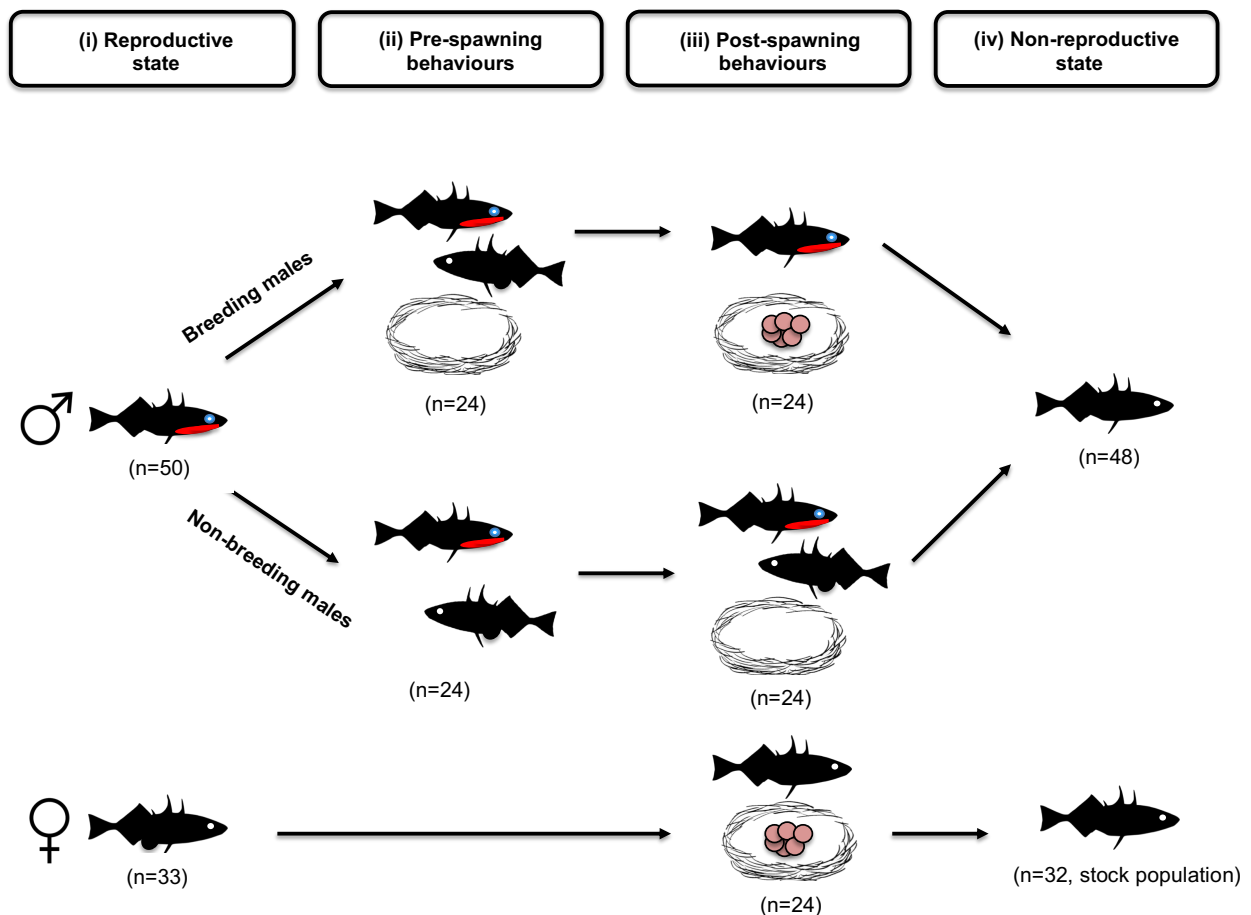 (i) Reproductive
state
(ii) Pre-spawning
behaviours
(iii) Post-spawning
behaviours
(iv) Non-reproductive
state
Breeding males
(n=24)
(n=24)
(n=50)
(n=48)
Non-breeding males
(n=24)
(n=24)
(n=33)
(n=24)
(n=32, stock population)